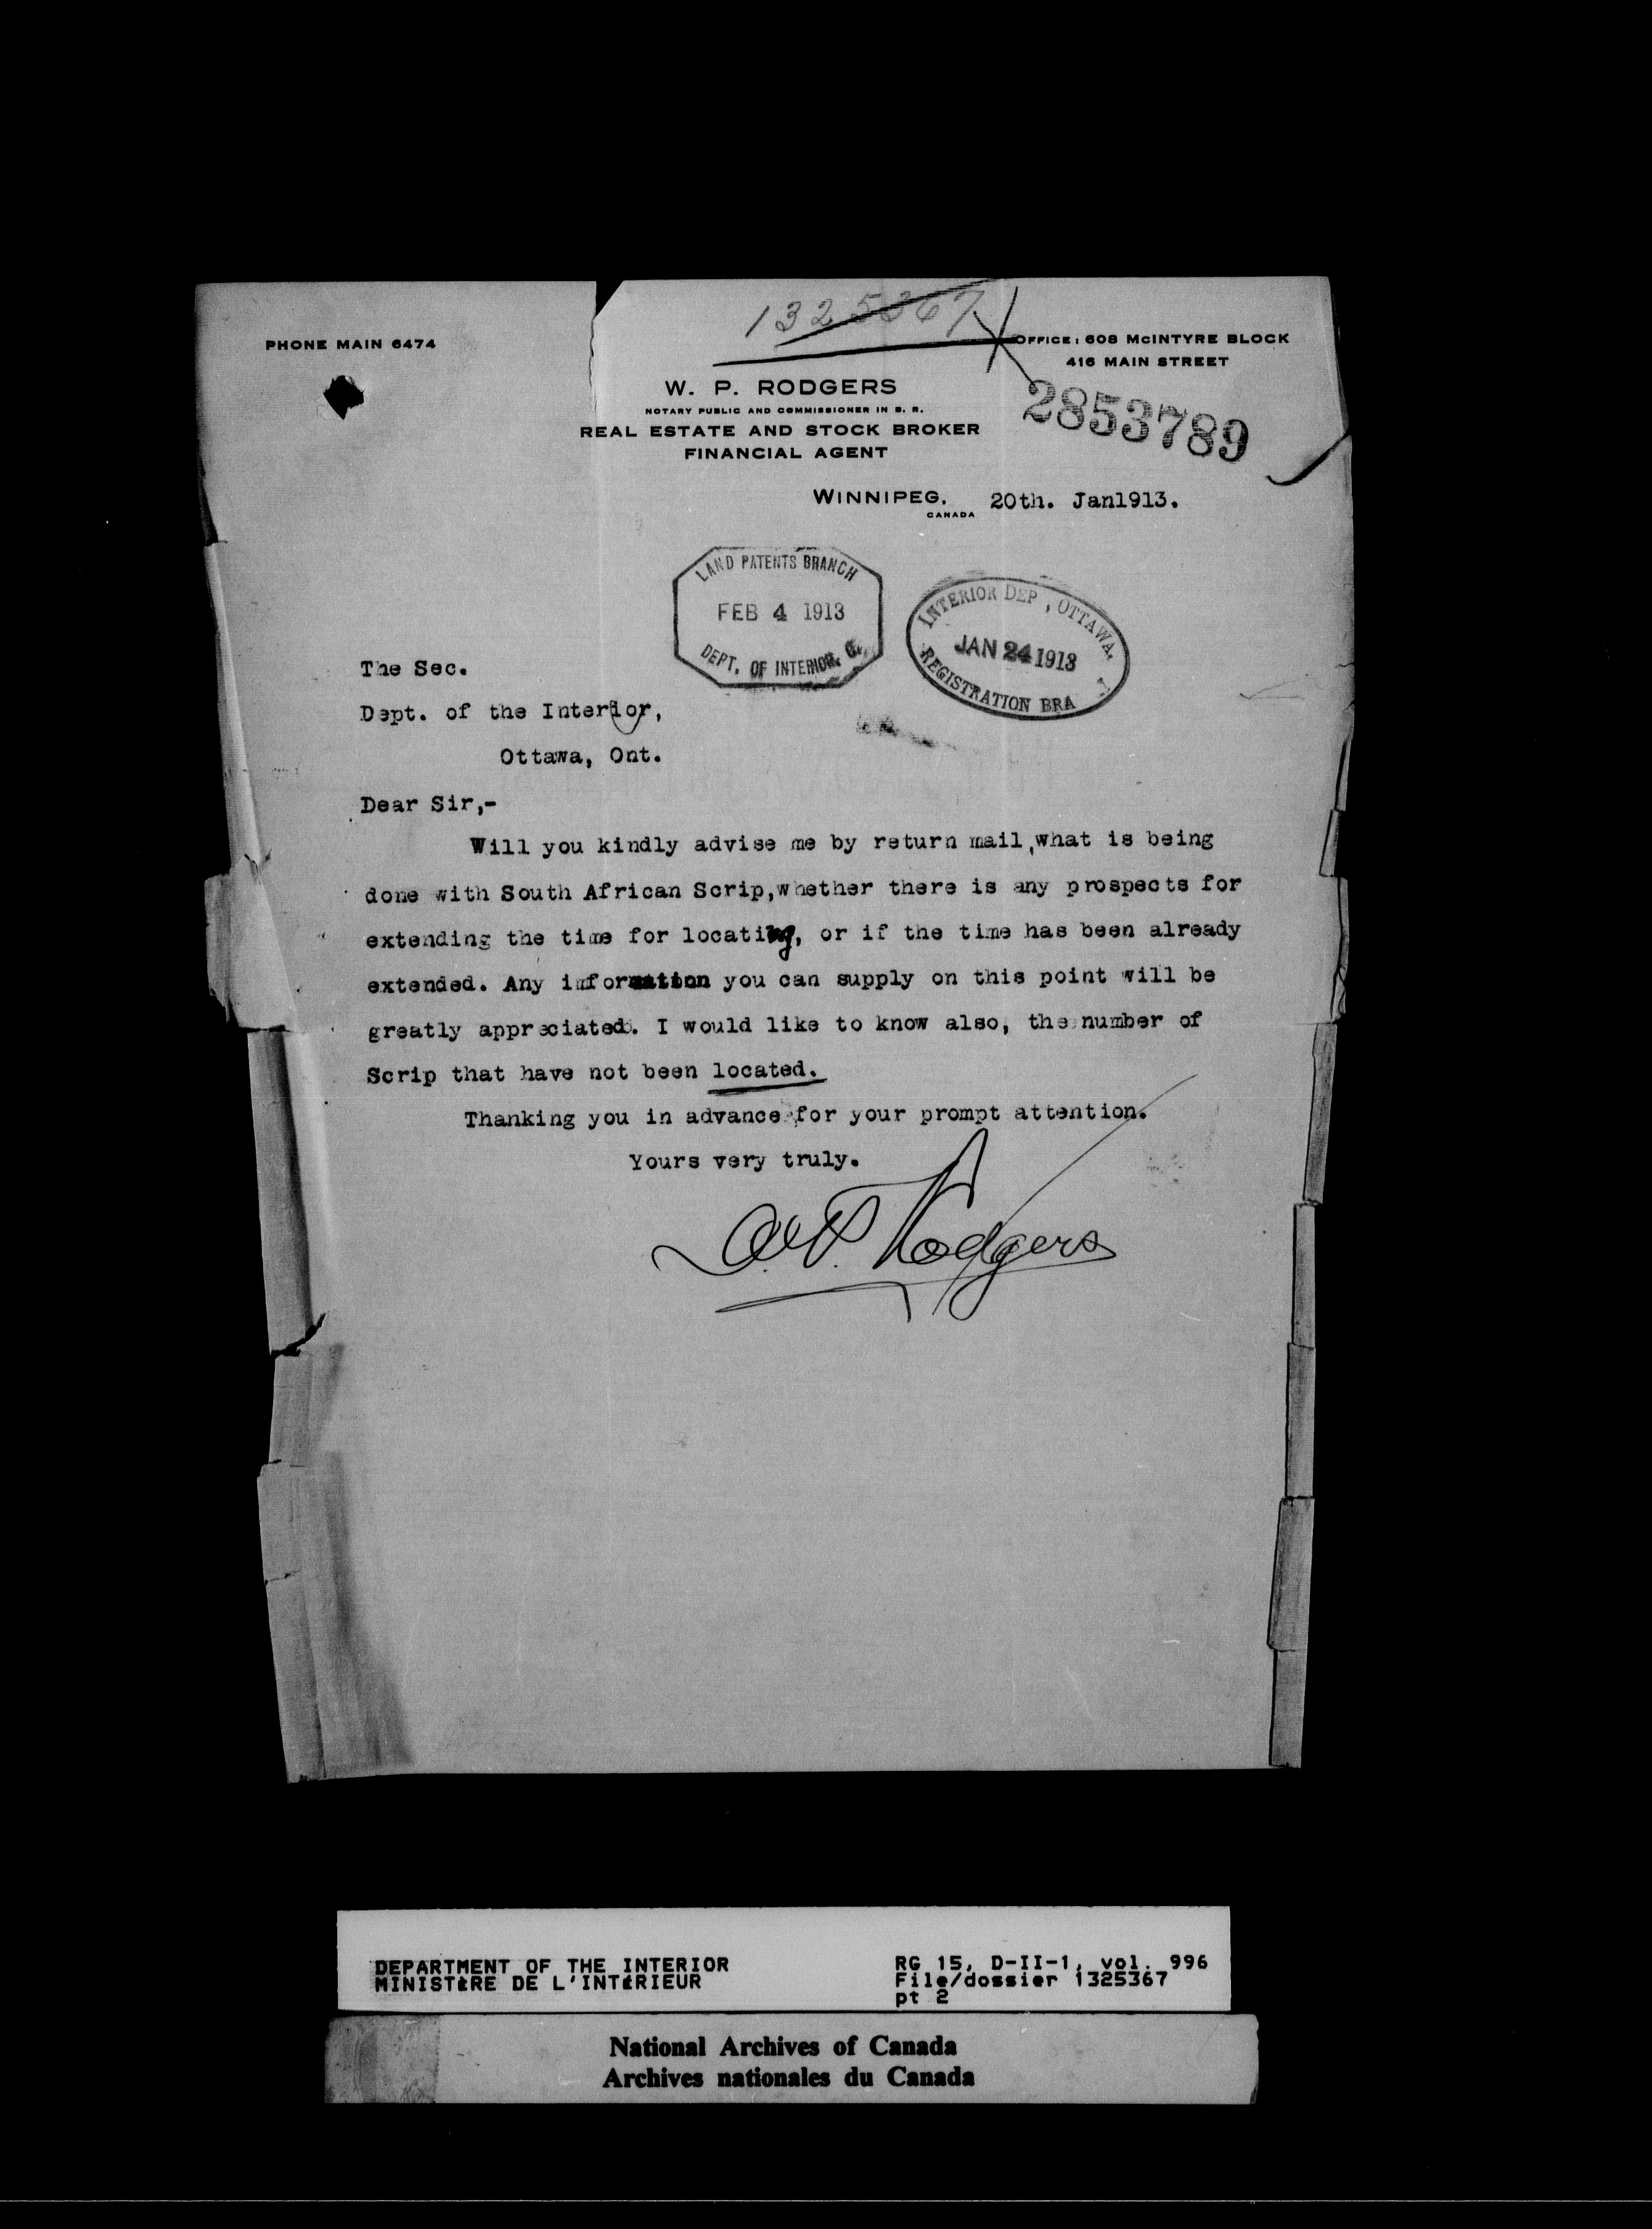 1325367
PHONE MAIN 6474
OFFICE: 608 McINTYRE BLOCK
416 MAIN STREET
W. P. RODGERS
NOTARY PUBLIC AND COMMISSIONER IN B. R.
REAL ESTATE AND STOCK BROKER
FINANCIAL AGENT
2853789
WINNIPEG, 20th. Jan1913.
CANADA
LAND PATENTS BRANCH
FEB 4 1913
DEPT. OF INTERIOR,
INTERIOR DEP, OTTAWA.
JAN 24 1913
REGISTRATION BRA
The Sec.
Dept. of the Interior,
Ottawa, Ont.
Dear Sir,-
Will you kindly advise me by return mail,what is being
done with South African Scrip,whether there is any prospects for
extending the time for locating, or if the time has been already
extended. Any information you can supply on this point will be
greatly appreciated. I would like to know also, the number of
Scrip that have not been located.
Thanking you in advance for your prompt attention.
Yours very truly.
W.P. Rodgers
DEPARTMENT OF THE INTERIOR
MINISTÈRE DE L'INTÉRIEUR
RG 15, D-II-1, vol. 996
File/dossier 1325367
pt 2
National Archives of Canada
Archives nationales du Canada